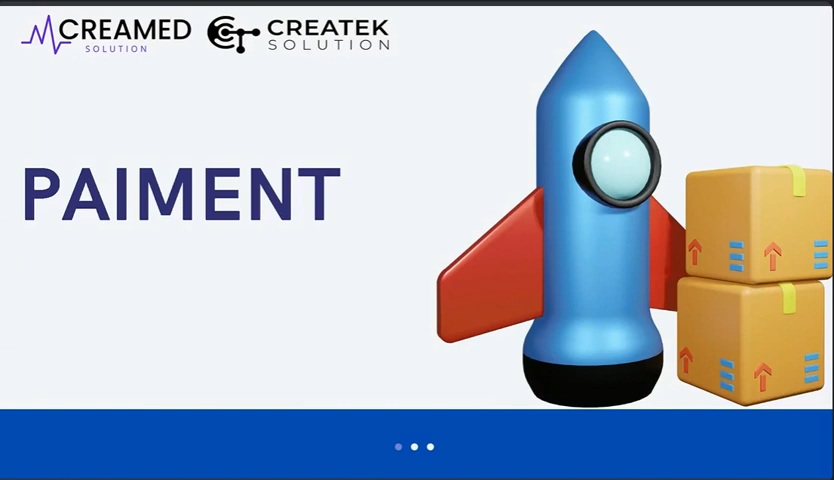 CREAMED
SOLUTION
CREATEK
SOLUTION
PAIMENT